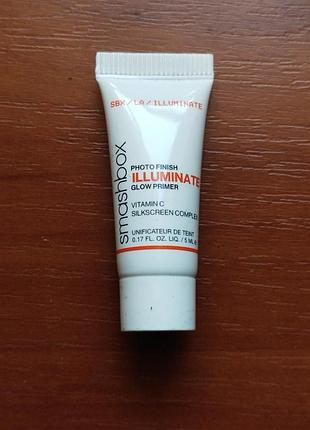 SBX / LA / ILLUMINATE
smashbox
PHOTO FINISH
ILLUMINATE
GLOW PRIMER
VITAMIN C
SILKSCREEN COMPLEX
UNIFICATEUR DE TEINT
0.17 FL. OZ. LIQ. / 5 ML